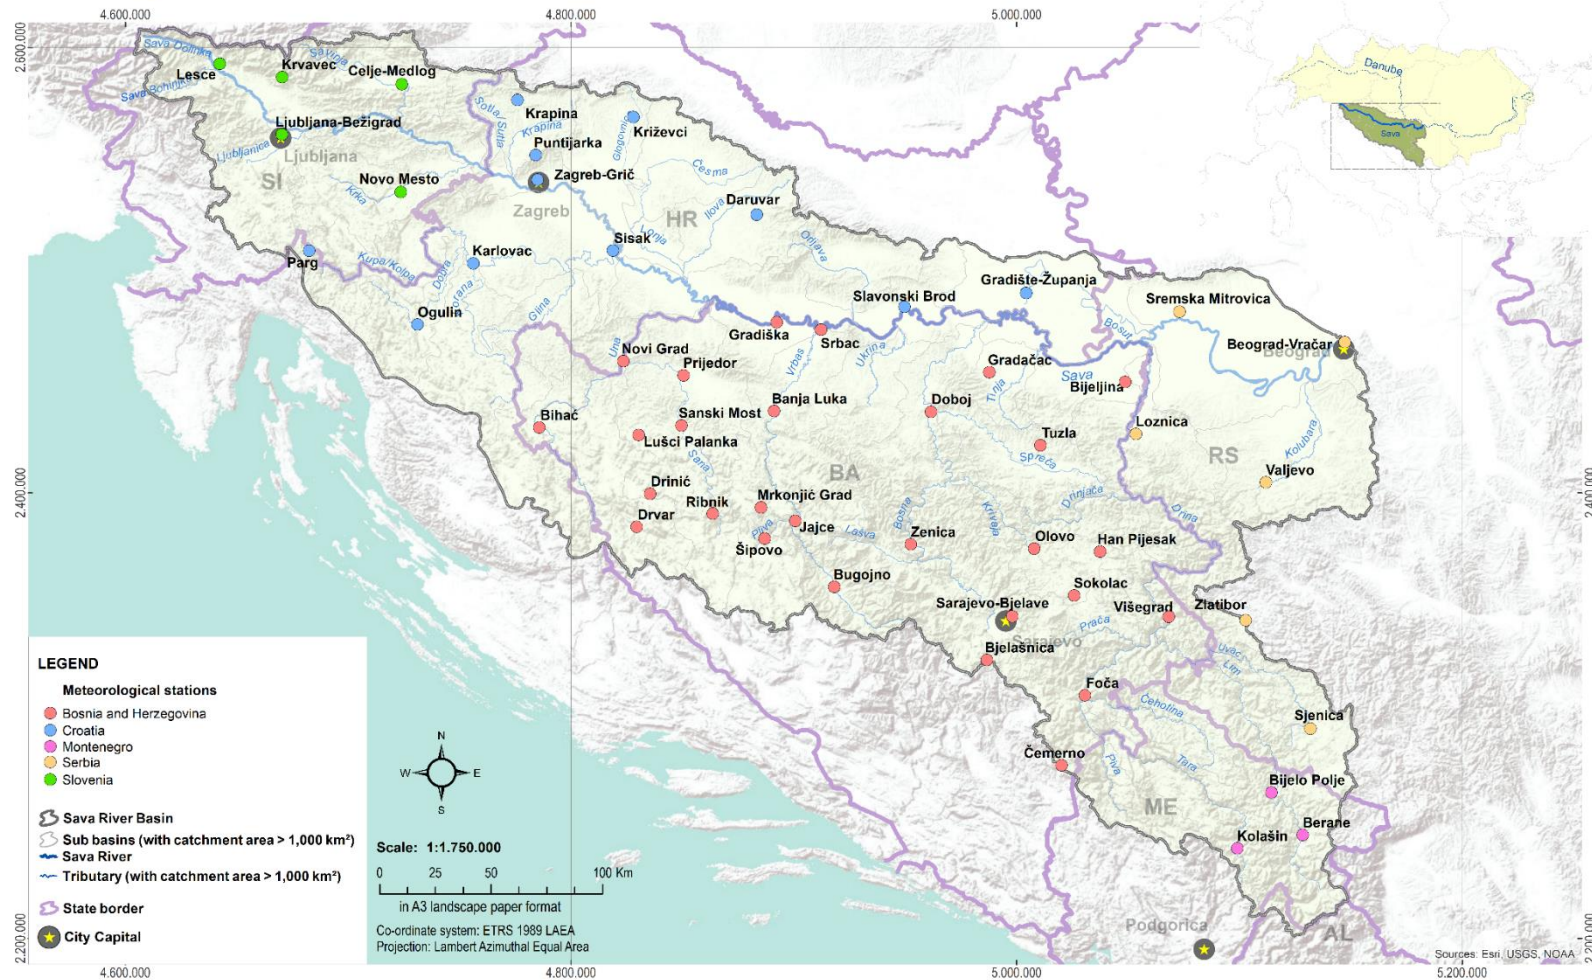 4.600.000
4.800.000
5.000.000
2.600.000
Sava Dolinka
Lesce
Sava Bohinjka
Krvavec
Savinja
Celje-Medlog
Ljubljana-Bežigrad
Ljubljanica
Ljubljana
SI
Novo Mesto
Krka
Sotla/Sutla
Krapina
Krapina
Puntijarka
Glogovnica
Križevci
Zagreb-Grič
Zagreb
HR
Česma
Ilova
Daruvar
Lonja
Sisak
Parg
Kupa/Kolpa
Dobra
Karlovac
Ogulin
Glina
Orljava
Slavonski Brod
Gradište-Županja
Bosut
Sremska Mitrovica
Beograd-Vračar
Beograd
Danube
Sava
Una
Novi Grad
Prijedor
Gradiška
Srbac
Vrbas
Ukrina
Gradačac
Sava
Bijeljina
Tinja
Bihać
Sanski Most
Lušci Palanka
Sana
Banja Luka
Doboj
Tuzla
Spreča
Loznica
RS
Kolubara
Valjevo
BA
Drinić
Ribnik
Drvar
Mrkonjić Grad
Jajce
Pliva
Šipovo
Lašva
Bosna
Zenica
Krivaja
Drinjača
Drina
Olovo
Han Pijesak
2.400.000
2.400.000
Bugojno
Sokolac
Sarajevo-Bjelave
Sarajevo
Prača
Višegrad
Zlatibor
Bjelašnica
Uvac
Lim
Foča
Ćehotina
Sjenica
Čemerno
Piva
Tara
Bijelo Polje
ME
Berane
Kolašin
Podgorica
AL
LEGEND
Meteorological stations
Bosnia and Herzegovina
Croatia
Montenegro
Serbia
Slovenia
Sava River Basin
Sub basins (with catchment area > 1,000 km²)
Sava River
Tributary (with catchment area > 1,000 km²)
State border
City Capital
N
W
E
S
Scale: 1:1.750.000
0 25 50 100 Km
in A3 landscape paper format
Co-ordinate system: ETRS 1989 LAEA
Projection: Lambert Azimuthal Equal Area
Sources: Esri, USGS, NOAA
2.200.000
2.200.000
4.600.000
4.800.000
5.000.000
5.200.000